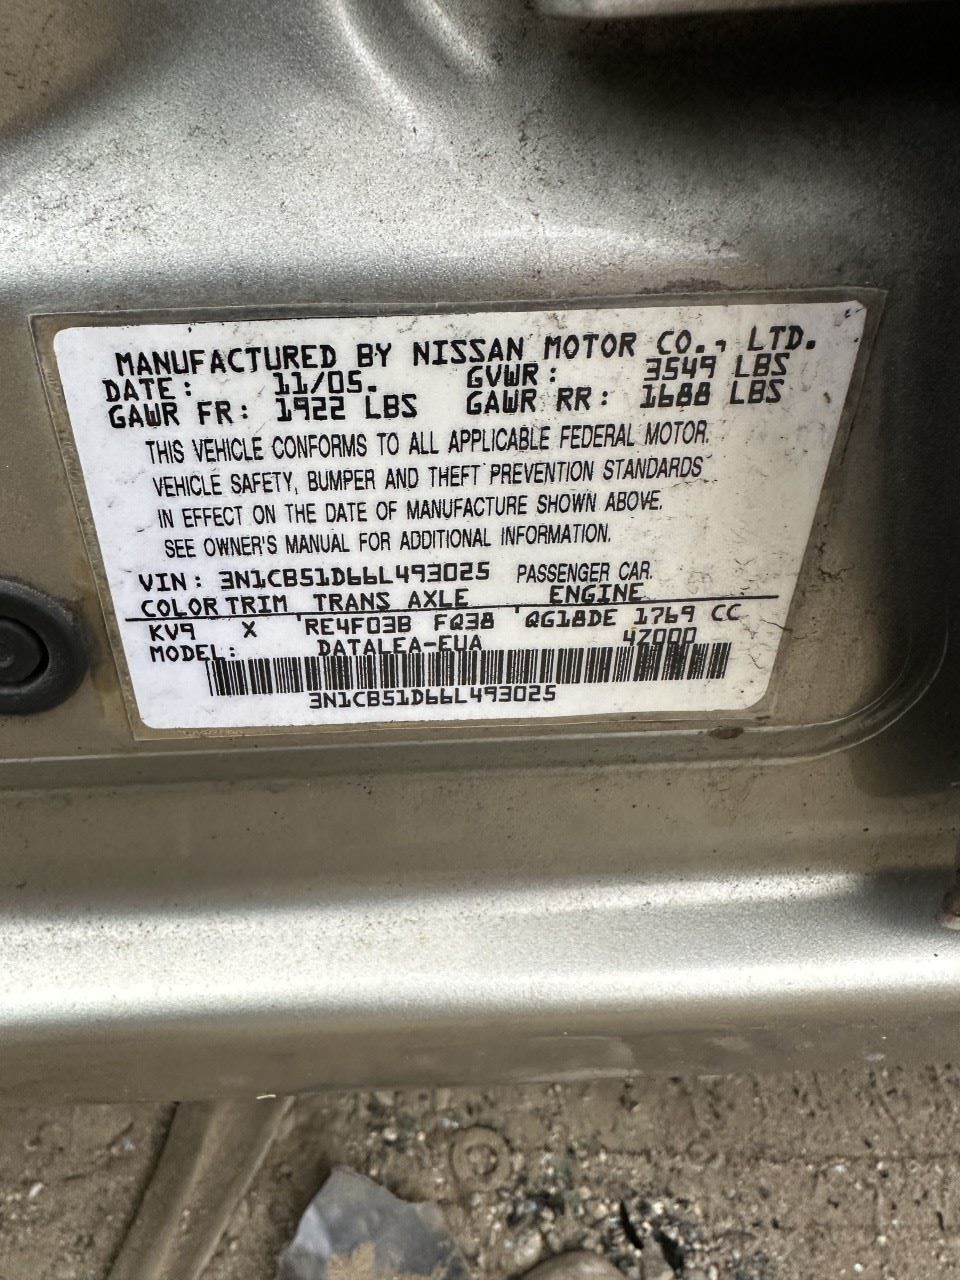 MANUFACTURED BY NISSAN MOTOR CO., LTD.
DATE: 11/05. GVWR: 3549 LBS
GAWR FR: 1922 LBS GAWR RR: 1688 LBS
THIS VEHICLE CONFORMS TO ALL APPLICABLE FEDERAL MOTOR.
VEHICLE SAFETY, BUMPER AND THEFT PREVENTION STANDARDS
IN EFFECT ON THE DATE OF MANUFACTURE SHOWN ABOVE.
SEE OWNER'S MANUAL FOR ADDITIONAL INFORMATION.
VIN: 3N1CB51D66L493025 PASSENGER CAR.
COLOR TRIM TRANS AXLE ENGINE
KV9 X RE4F03B FQ38 QG18DE 1769 CC
MODEL: DATALEA-EUA 4Z000
3N1CB51D66L493025